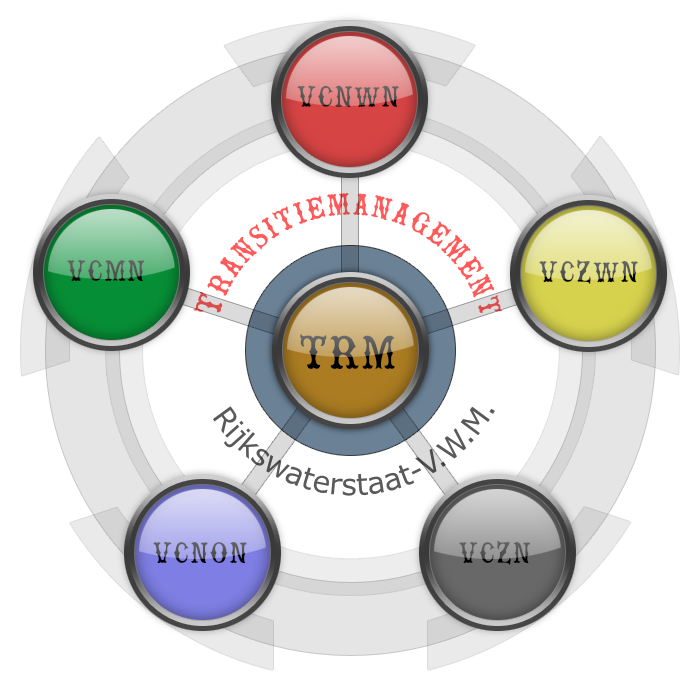 VCNWN
TRANSITIEMANAGEMENT
VCMN
VCZWN
TRM
Rijkswaterstaat-V.W.M.
VCNON
VCZN